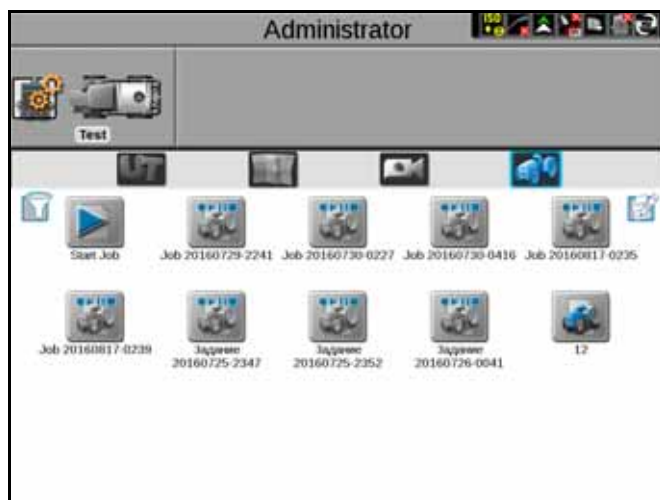 Administrator
ISO
Test
UT
Start Job
Job 20160729-2241
Job 20160730-0227
Job 20160730-0416
Job 20160817-0235
Job 20160817-0239
Задание
20160725-2347
Задание
20160725-2352
Задание
20160726-0041
12